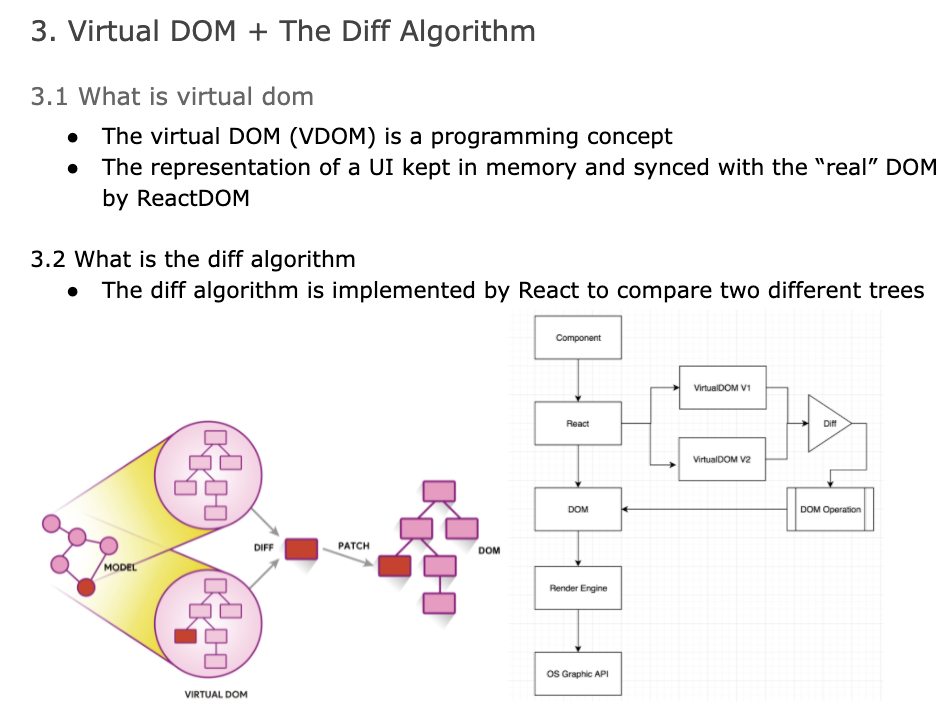 3. Virtual DOM + The Diff Algorithm
3.1 What is virtual dom
● The virtual DOM (VDOM) is a programming concept
● The representation of a UI kept in memory and synced with the “real” DOM
by ReactDOM
3.2 What is the diff algorithm
● The diff algorithm is implemented by React to compare two different trees
MODEL
VIRTUAL DOM
DIFF
PATCH
DOM
Component
React
VirtualDOM V1
VirtualDOM V2
Diff
DOM
DOM Operation
Render Engine
OS Graphic API